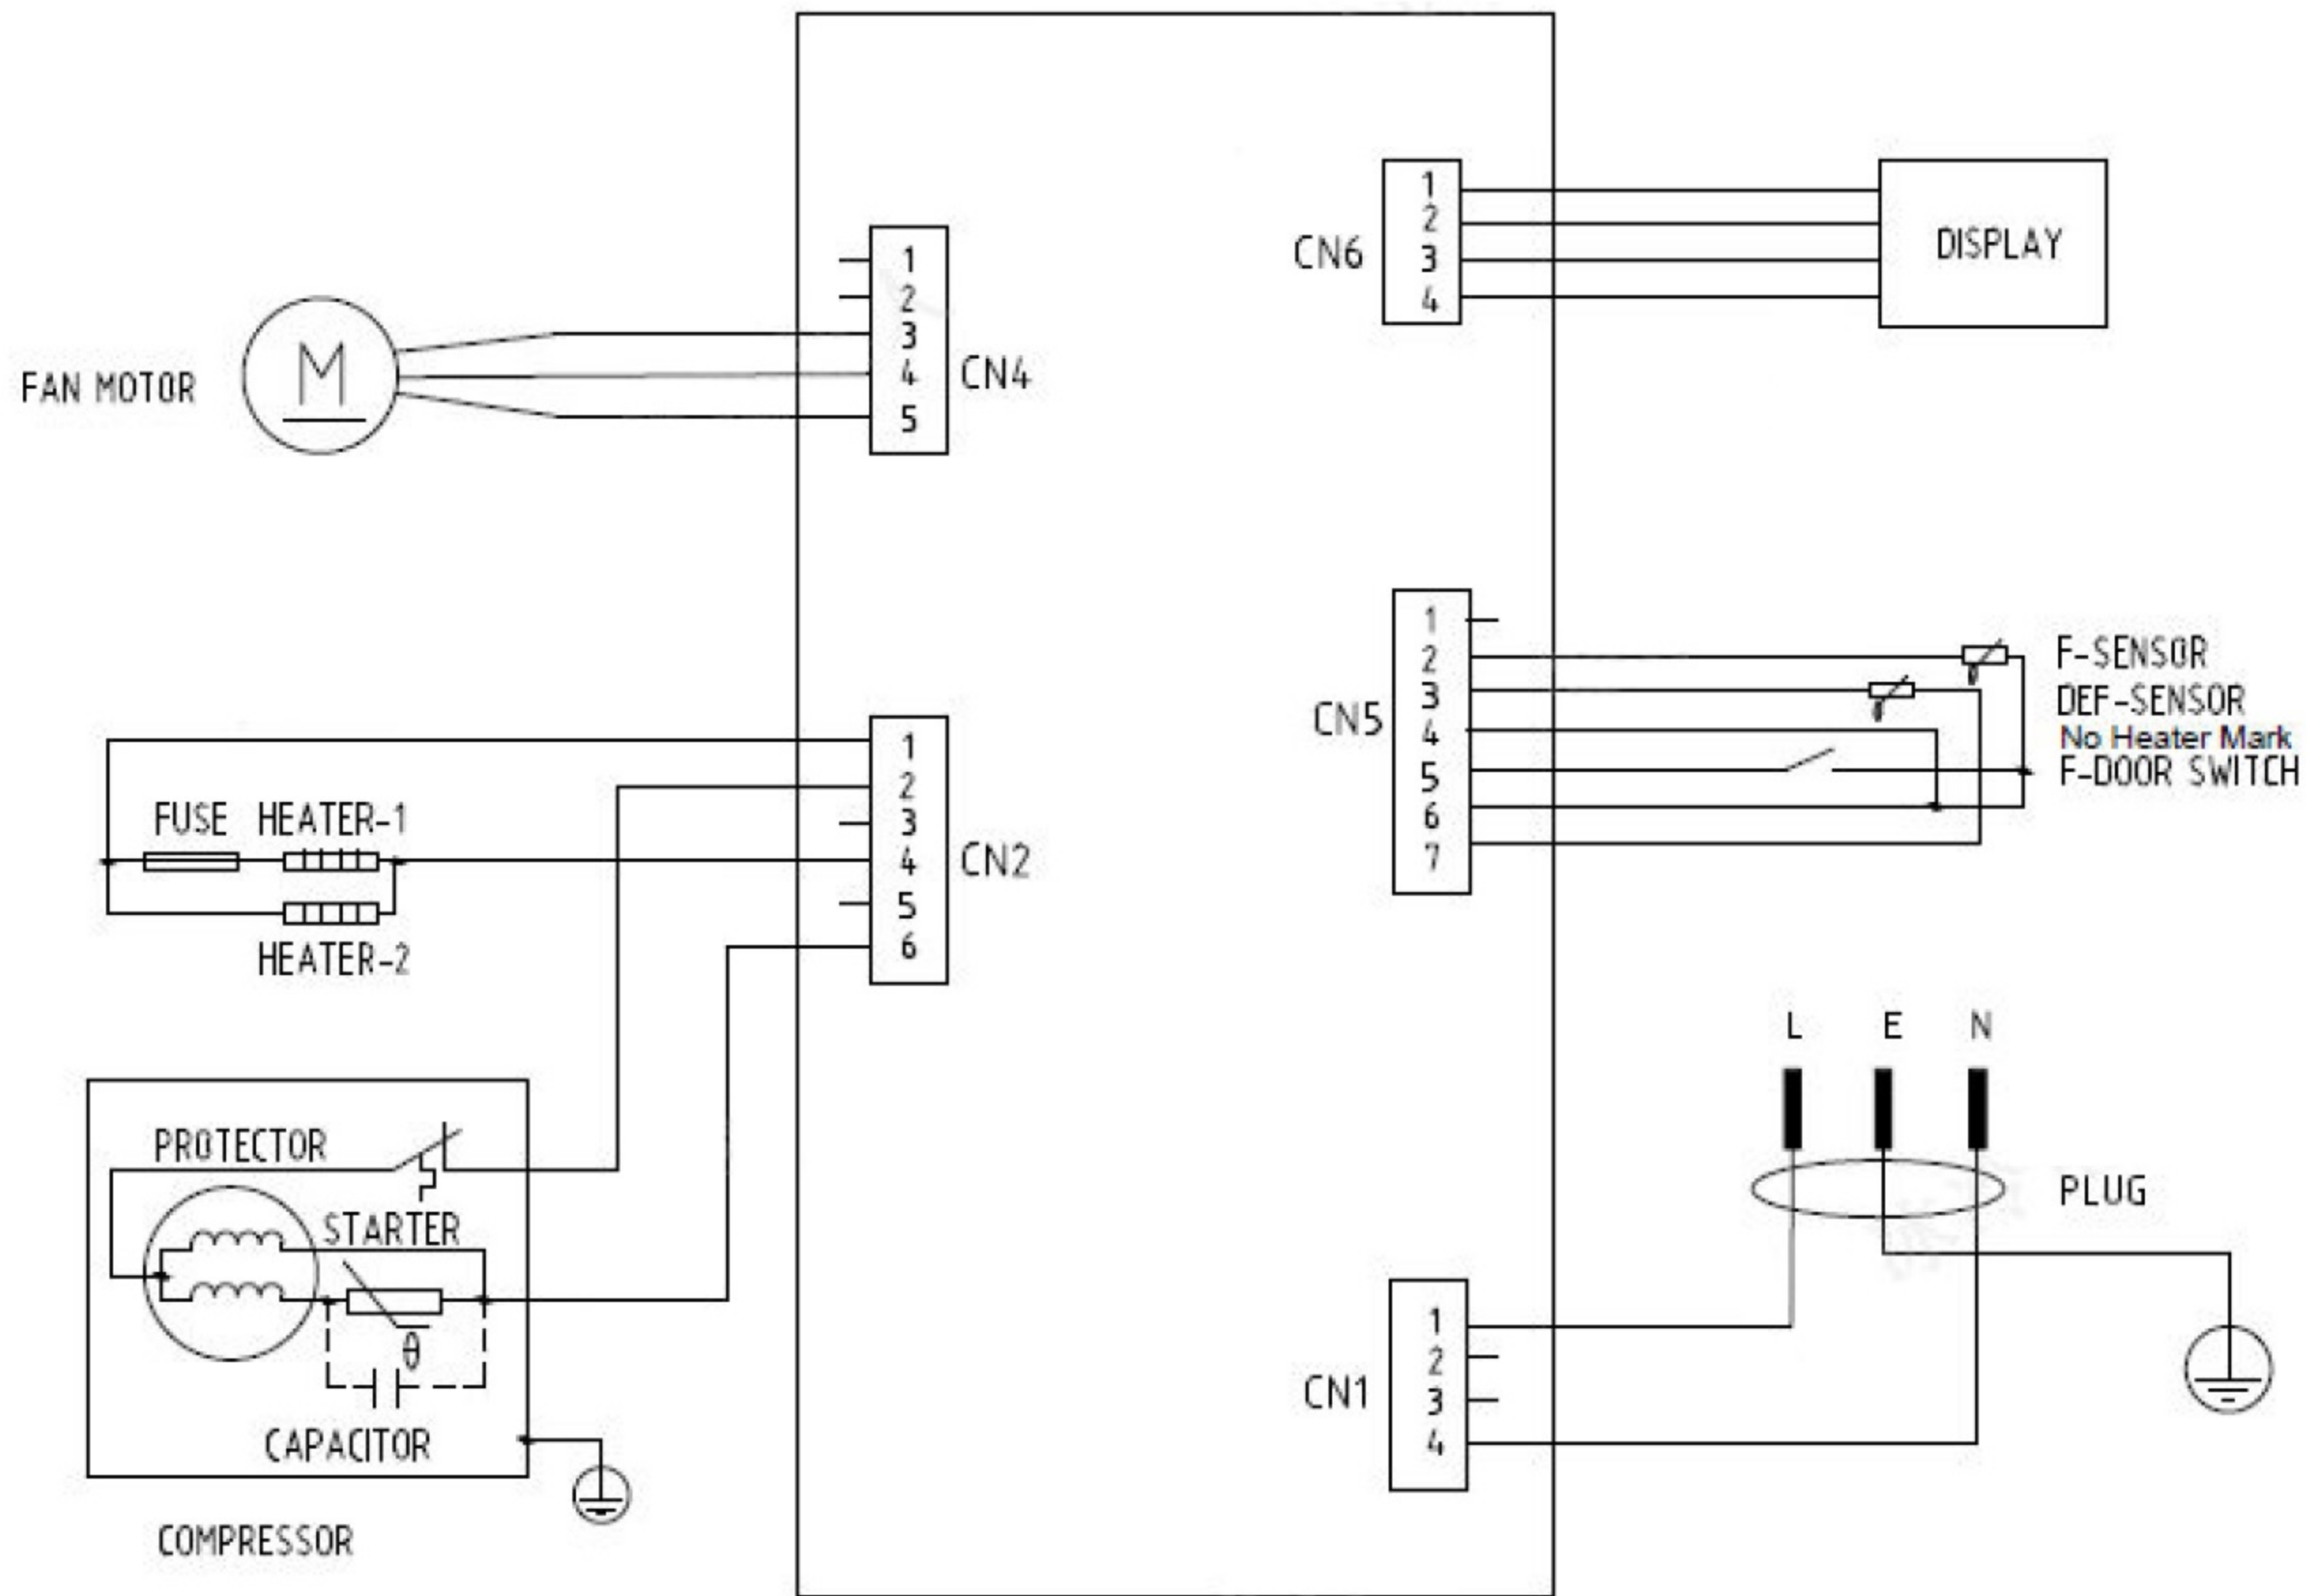 FAN MOTOR
M
1
2
3
4
5
CN4
CN6
1
2
3
4
DISPLAY
CN5
1
2
3
4
5
6
7
F-SENSOR
DEF-SENSOR
No Heater Mark
F-DOOR SWITCH
FUSE HEATER-1
HEATER-2
1
2
3
4
5
6
CN2
L E N
PLUG
PROTECTOR
STARTER
θ
CAPACITOR
COMPRESSOR
CN1
1
2
3
4